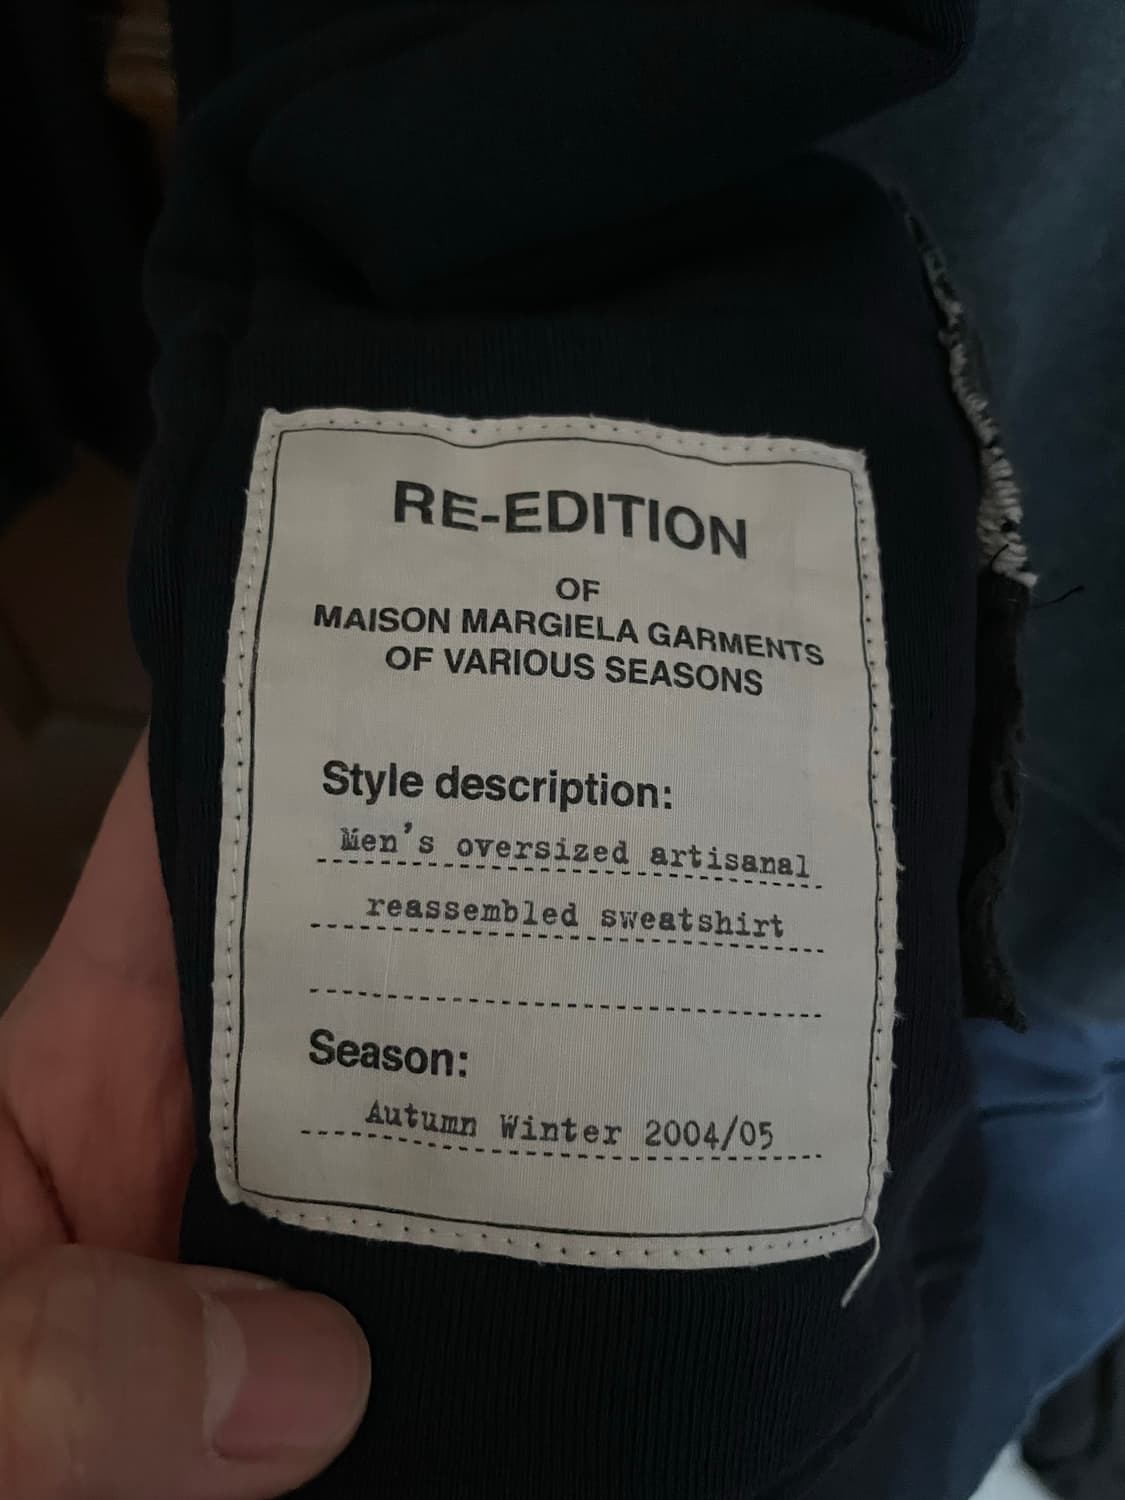 RE-EDITION
OF
MAISON MARGIELA GARMENTS
OF VARIOUS SEASONS
Style description:
Men's oversized artisanal
reassembled sweatshirt
Season:
Autumn Winter 2004/05